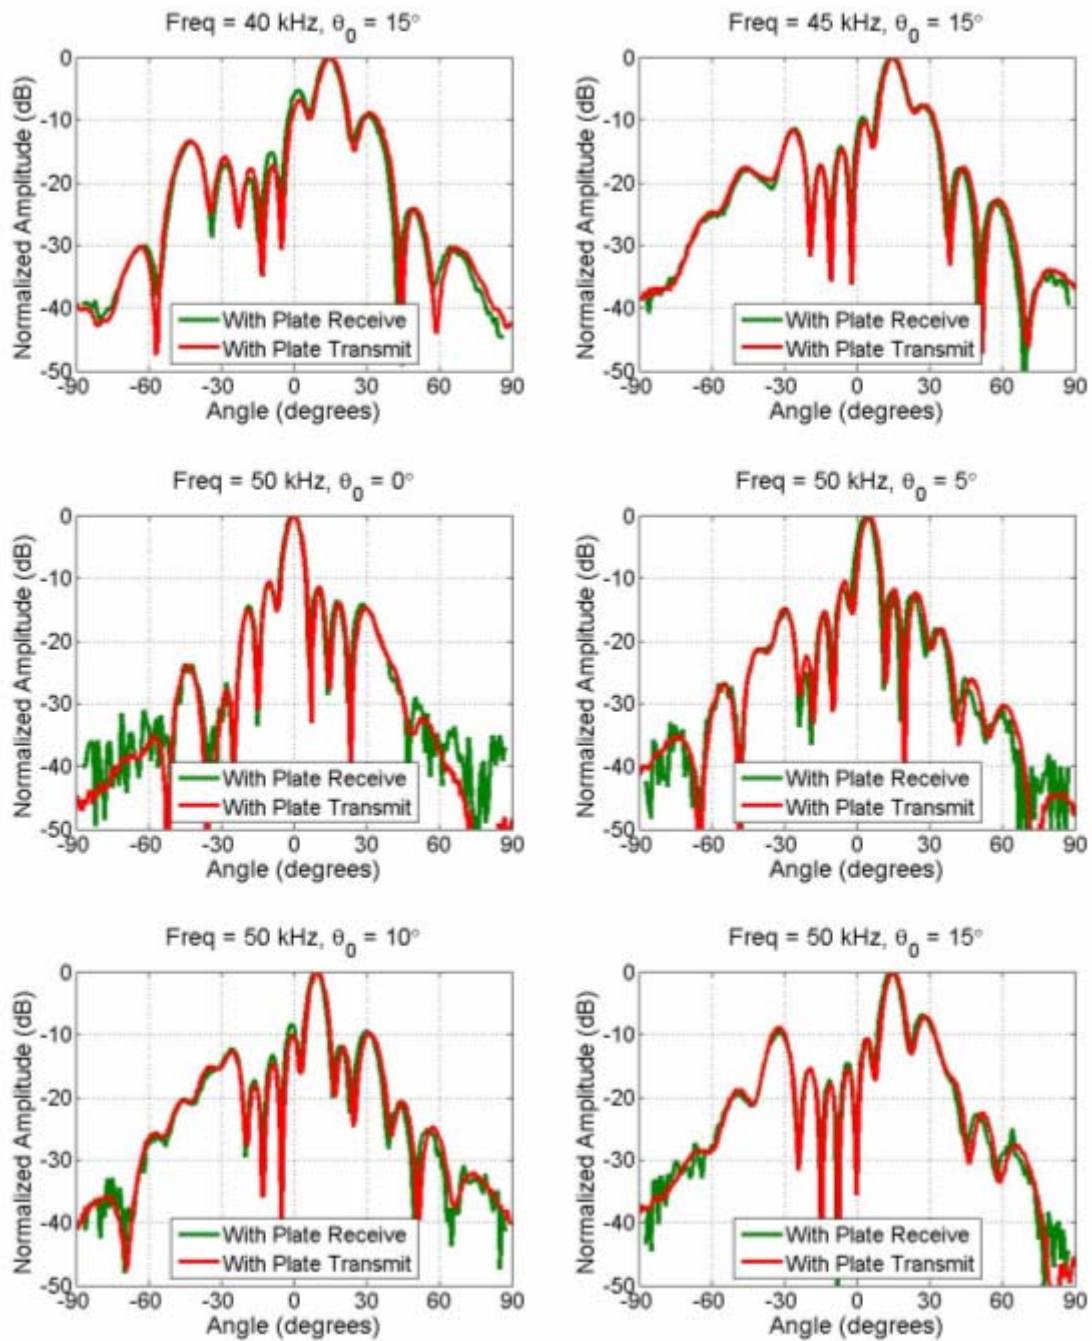 Freq = 40 kHz, θ0 = 15°
Normalized Amplitude (dB)
0
-10
-20
-30
-40
-50
With Plate Receive
With Plate Transmit
-90 -60 -30 0 30 60 90
Angle (degrees)
Freq = 45 kHz, θ0 = 15°
Normalized Amplitude (dB)
0
-10
-20
-30
-40
-50
With Plate Receive
With Plate Transmit
-90 -60 -30 0 30 60 90
Angle (degrees)
Freq = 50 kHz, θ0 = 0°
Normalized Amplitude (dB)
0
-10
-20
-30
-40
-50
With Plate Receive
With Plate Transmit
-90 -60 -30 0 30 60 90
Angle (degrees)
Freq = 50 kHz, θ0 = 5°
Normalized Amplitude (dB)
0
-10
-20
-30
-40
-50
With Plate Receive
With Plate Transmit
-90 -60 -30 0 30 60 90
Angle (degrees)
Freq = 50 kHz, θ0 = 10°
Normalized Amplitude (dB)
0
-10
-20
-30
-40
-50
With Plate Receive
With Plate Transmit
-90 -60 -30 0 30 60 90
Angle (degrees)
Freq = 50 kHz, θ0 = 15°
Normalized Amplitude (dB)
0
-10
-20
-30
-40
-50
With Plate Receive
With Plate Transmit
-90 -60 -30 0 30 60 90
Angle (degrees)